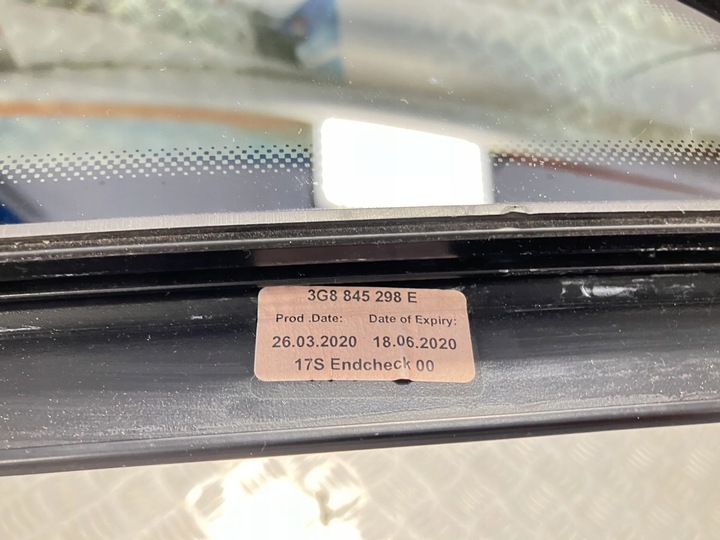 3G8 845 298 E
Prod .Date: Date of Expiry:
26.03.2020 18.06.2020
17S Endcheck 00